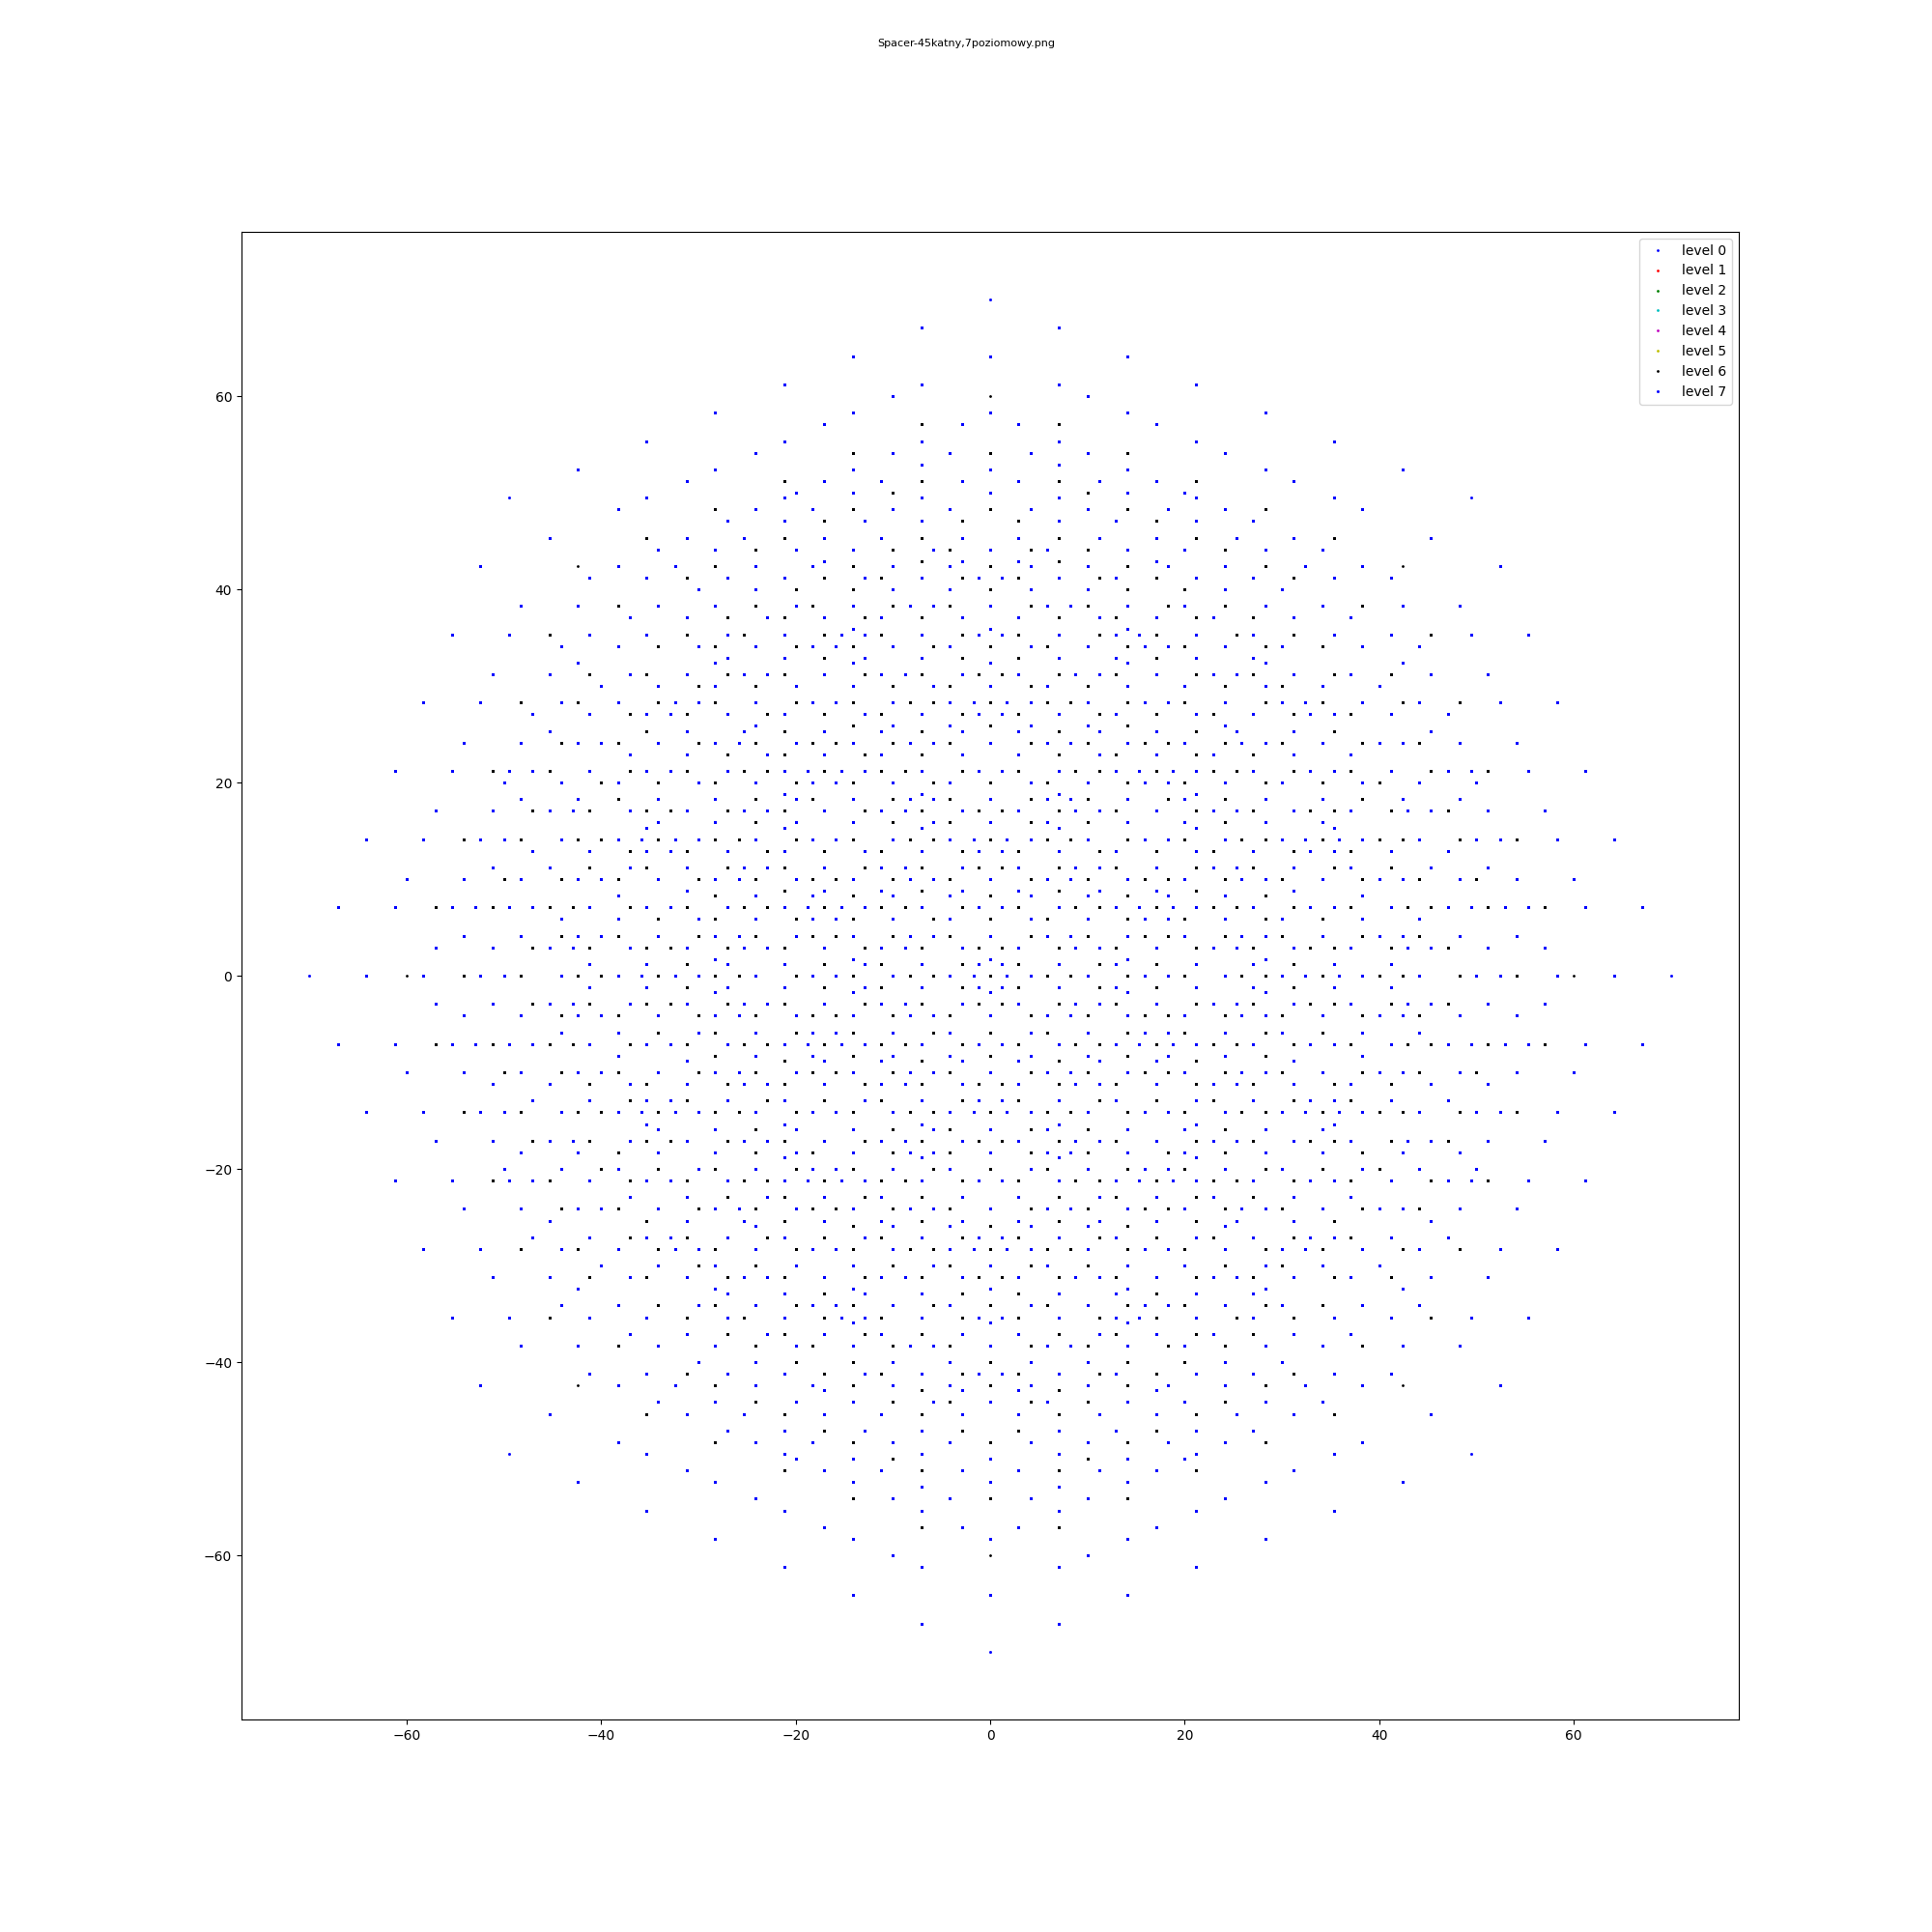 Spacer-45katny,7poziomowy.png
level 0
level 1
level 2
level 3
level 4
level 5
level 6
level 7
60
40
20
0
−20
−40
−60
−60 −40 −20 0 20 40 60